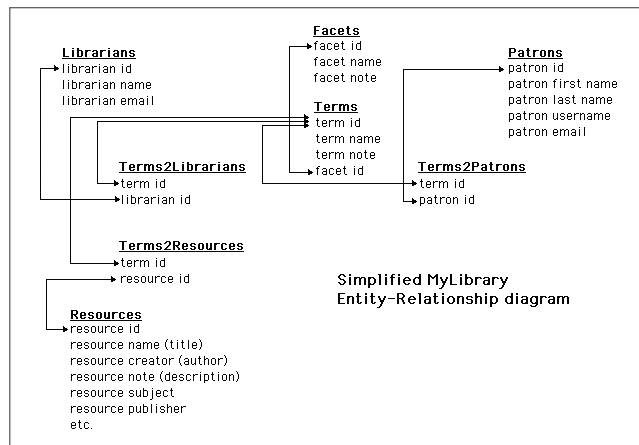 Librarians
librarian id
librarian name
librarian email
Facets
facet id
facet name
facet note
Patrons
patron id
patron first name
patron last name
patron username
patron email
Terms
term id
term name
term note
facet id
Terms2Librarians
term id
librarian id
Terms2Patrons
term id
patron id
Terms2Resources
term id
resource id
Simplified MyLibrary
Entity-Relationship diagram
Resources
resource id
resource name (title)
resource creator (author)
resource note (description)
resource subject
resource publisher
etc.